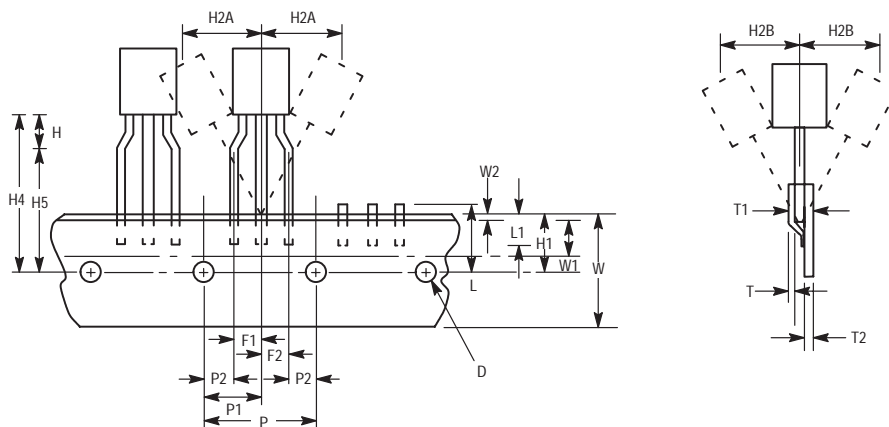 H2A H2A
H2B H2B
H
W2
H4 H5
L1 H1
T1
W1
W
L
T
F1
T2
F2
P2 P2
D
P1
P